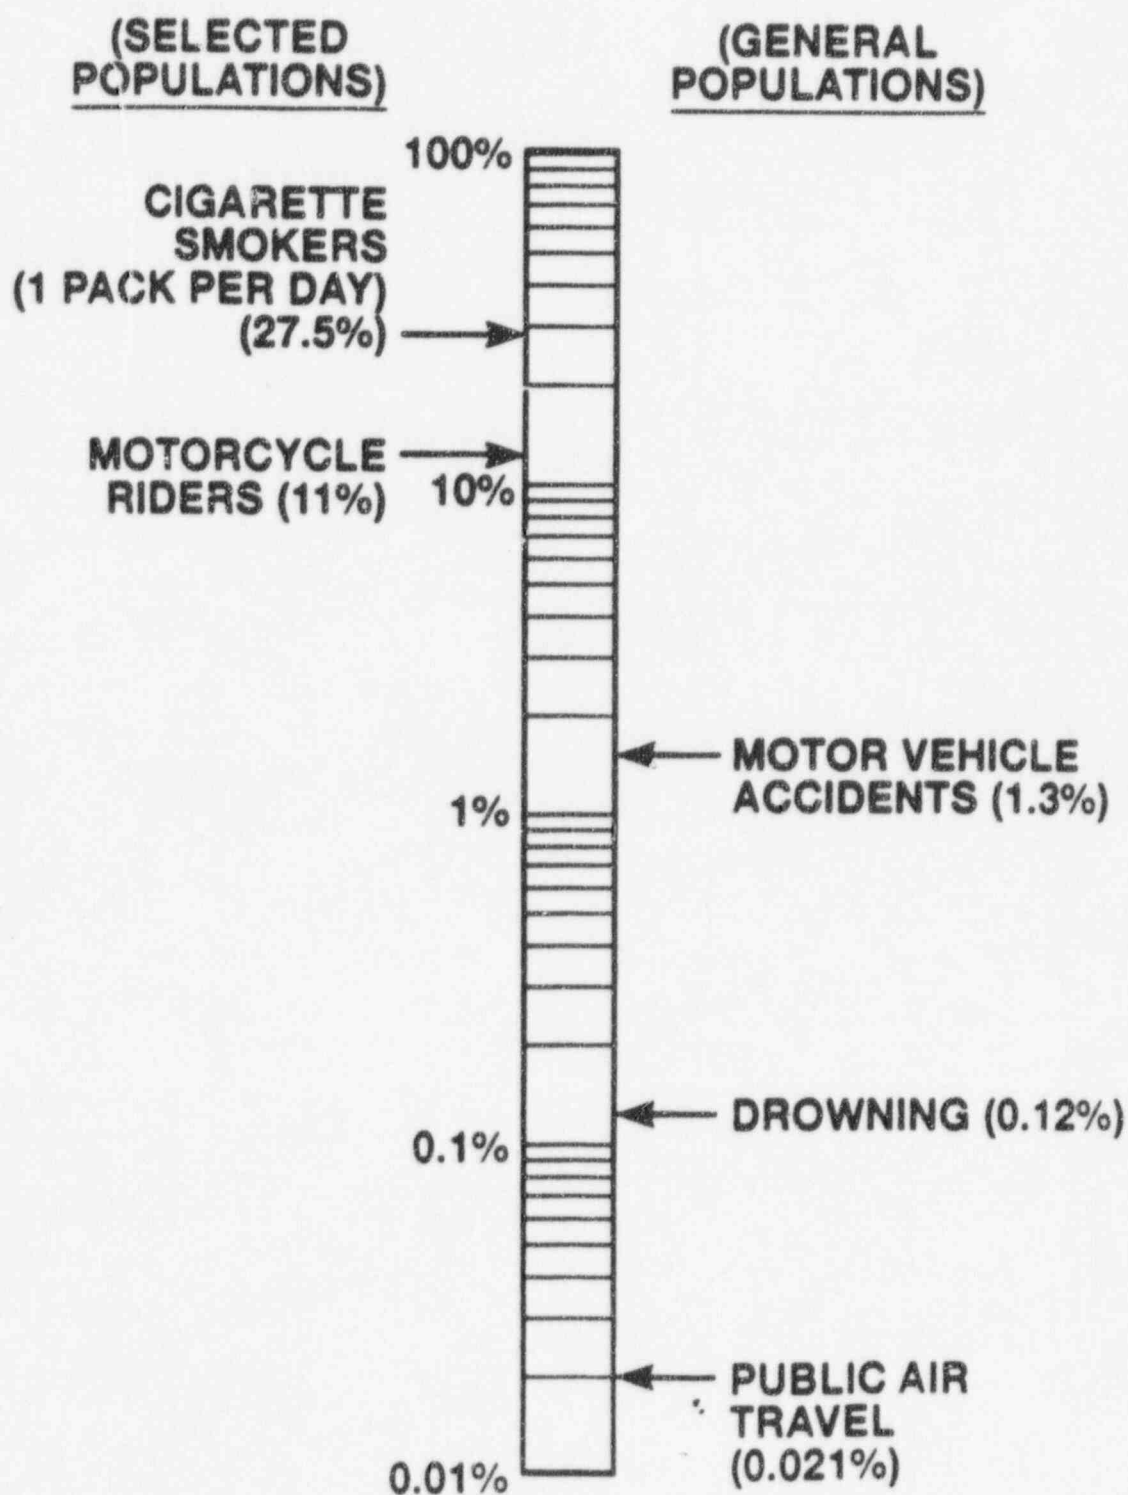 (SELECTED
POPULATIONS)
(GENERAL
POPULATIONS)
100%
CIGARETTE
SMOKERS
(1 PACK PER DAY)
(27.5%)
MOTORCYCLE
RIDERS (11%)
10%
MOTOR VEHICLE
ACCIDENTS (1.3%)
1%
DROWNING (0.12%)
0.1%
PUBLIC AIR
TRAVEL
(0.021%)
0.01%